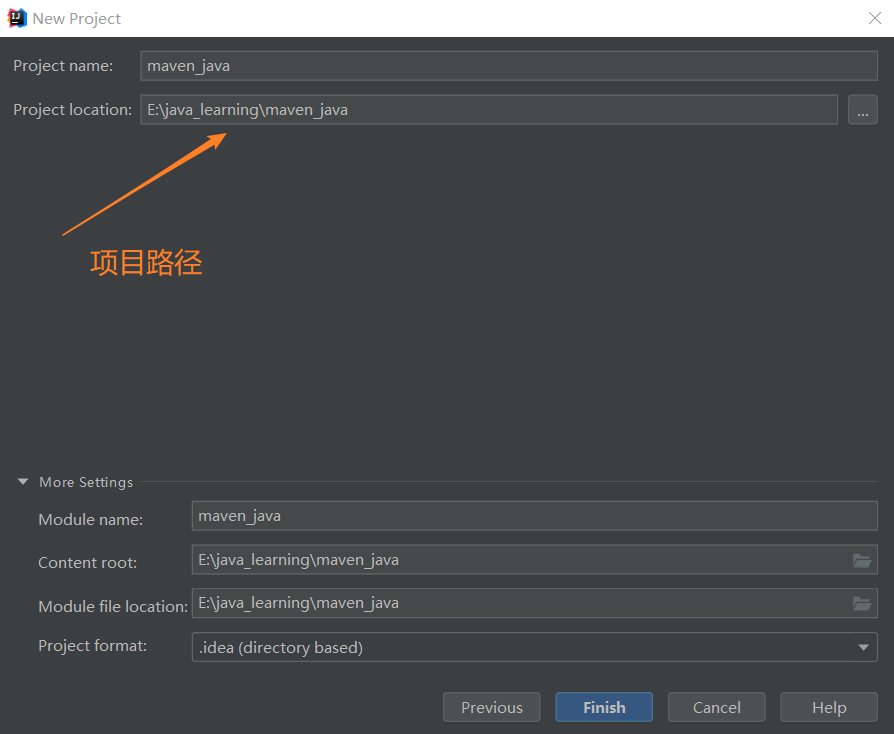 New Project
Project name: maven_java
Project location: E:\java_learning\maven_java ...
项目路径
More Settings
Module name: maven_java
Content root: E:\java_learning\maven_java
Module file location: E:\java_learning\maven_java
Project format: .idea (directory based)
Previous Finish Cancel Help